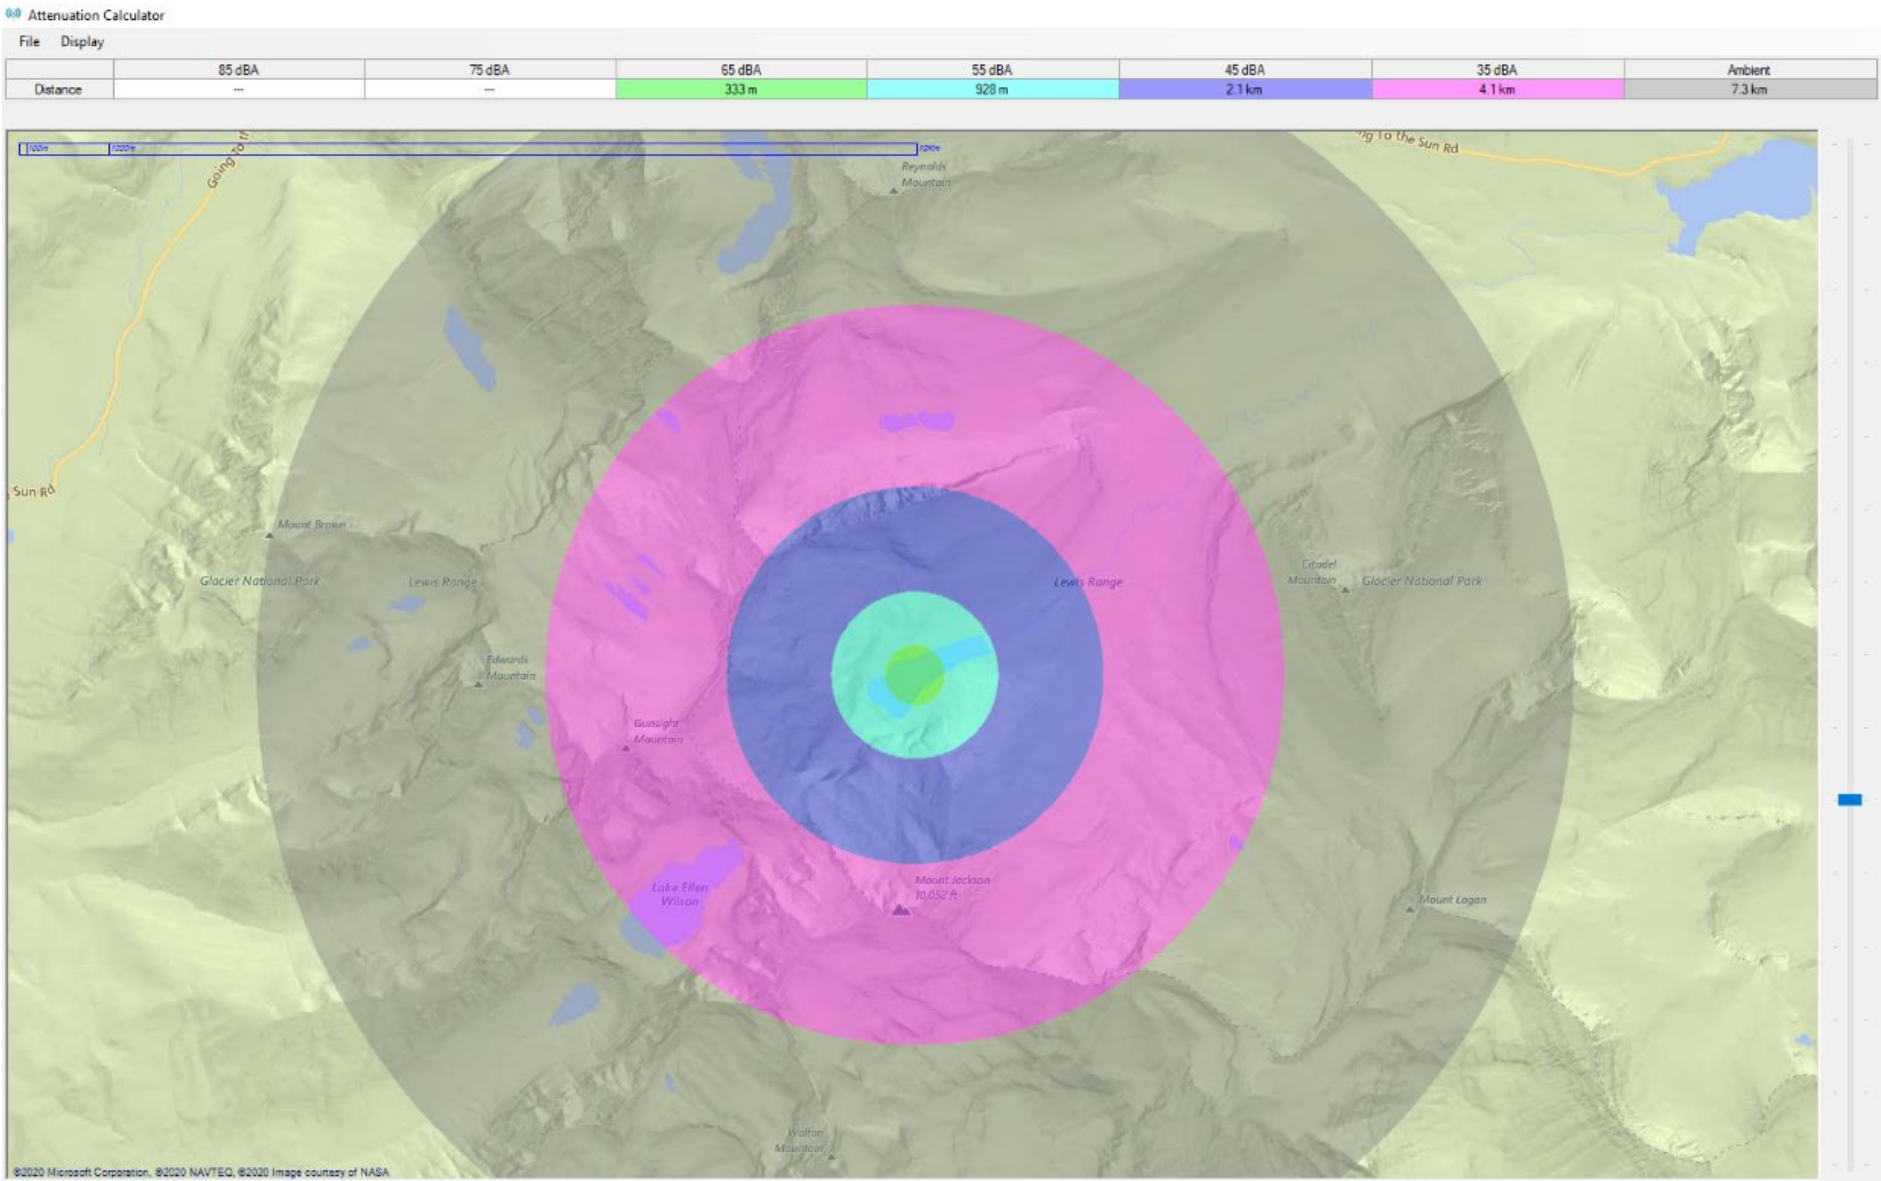 Attenuation Calculator
File Display
85 dBA 75 dBA 65 dBA 55 dBA 45 dBA 35 dBA Ambient
Distance --- --- 333 m 928 m 2.1 km 4.1 km 7.3 km
100m 1000m
Going To
ng To the Sun Rd
Reynolds
Mountain
Sun Rd
Mount Brown
Glacier National Park
Lewis Range
Lewis Range
Citadel
Mountain
Glacier National Park
Edwards
Mountain
Gunsight
Mountain
Lake Ellen
Wilson
Mount Jackson
10,052 ft
Mount Logan
Walton
Mountain
©2020 Microsoft Corporation, ©2020 NAVTEQ, ©2020 Image courtesy of NASA